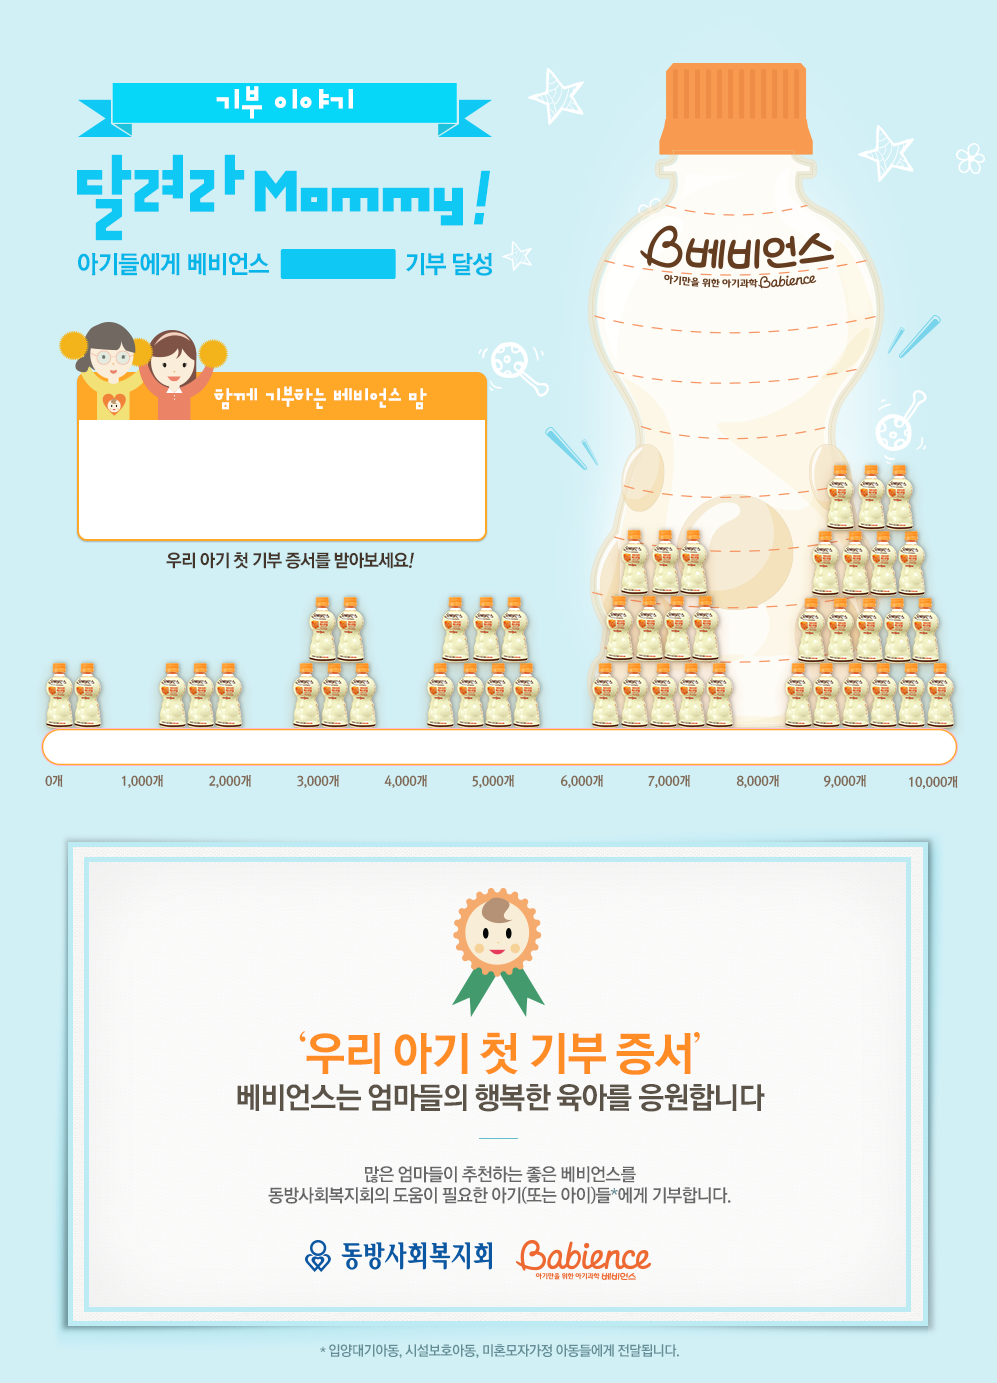 기부 이야기
달려라 Mommy!
아기들에게 베비언스 기부 달성
베비언스
아기만을 위한 아기과학 Babience
함께 기부하는 베비언스 맘
우리 아기 첫 기부 증서를 받아보세요!
0개 1,000개 2,000개 3,000개 4,000개 5,000개 6,000개 7,000개 8,000개 9,000개 10,000개
‘우리 아기 첫 기부 증서’
베비언스는 엄마들의 행복한 육아를 응원합니다
많은 엄마들이 추천하는 좋은 베비언스를
동방사회복지회의 도움이 필요한 아기(또는 아이)들*에게 기부합니다.
동방사회복지회 Babience
아기만을 위한 아기과학 베비언스
* 입양대기아동, 시설보호아동, 미혼모자가정 아동들에게 전달됩니다.